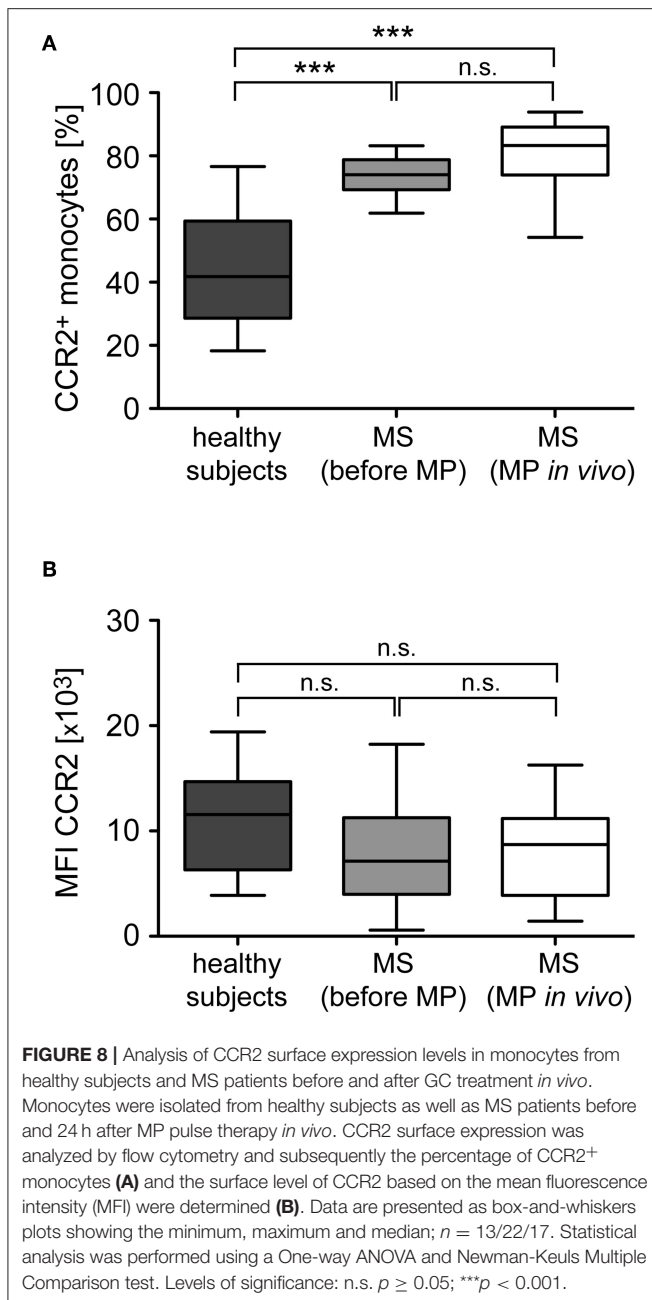 A
***
***
n.s.
CCR2⁺ monocytes [%]
100
80
60
40
20
0
healthy subjects
MS (before MP)
MS (MP in vivo)
B
n.s.
n.s.
n.s.
MFI CCR2 [x10³]
30
20
10
0
healthy subjects
MS (before MP)
MS (MP in vivo)
FIGURE 8 | Analysis of CCR2 surface expression levels in monocytes from
healthy subjects and MS patients before and after GC treatment in vivo.
Monocytes were isolated from healthy subjects as well as MS patients before
and 24 h after MP pulse therapy in vivo. CCR2 surface expression was
analyzed by flow cytometry and subsequently the percentage of CCR2⁺
monocytes (A) and the surface level of CCR2 based on the mean fluorescence
intensity (MFI) were determined (B). Data are presented as box-and-whiskers
plots showing the minimum, maximum and median; n = 13/22/17. Statistical
analysis was performed using a One-way ANOVA and Newman-Keuls Multiple
Comparison test. Levels of significance: n.s. p ≥ 0.05; ***p < 0.001.